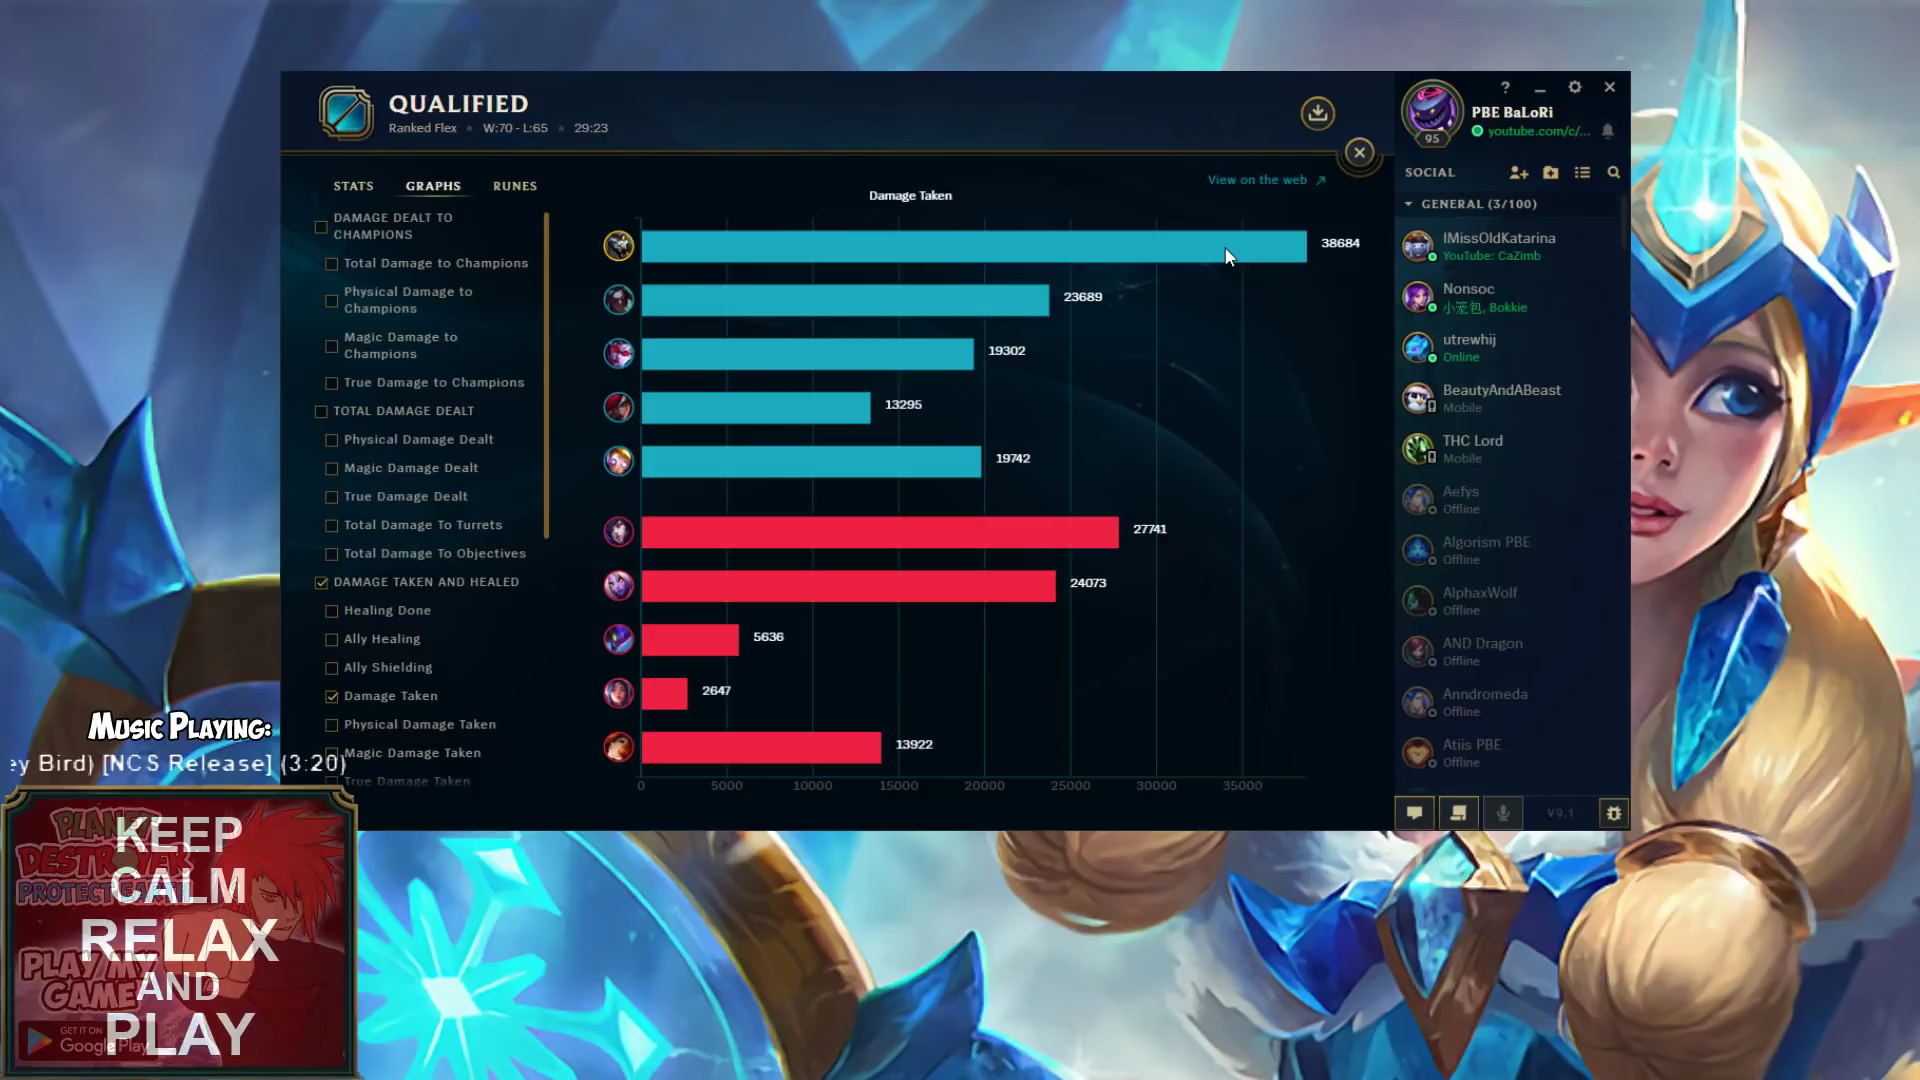 QUALIFIED
Ranked Flex • W:70 - L:65 • 29:23
STATS GRAPHS RUNES
View on the web
Damage Taken
DAMAGE DEALT TO
CHAMPIONS
Total Damage to Champions
Physical Damage to
Champions
Magic Damage to
Champions
True Damage to Champions
TOTAL DAMAGE DEALT
Physical Damage Dealt
Magic Damage Dealt
True Damage Dealt
Total Damage To Turrets
Total Damage To Objectives
DAMAGE TAKEN AND HEALED
Healing Done
Ally Healing
Ally Shielding
Damage Taken
Physical Damage Taken
Magic Damage Taken
True Damage Taken
38684
23689
19302
13295
19742
27741
24073
5636
2647
13922
0 5000 10000 15000 20000 25000 30000 35000
?
95
PBE BaLoRi
youtube.com/c/...
SOCIAL
GENERAL (3/100)
IMissOldKatarina
YouTube: CaZimb
Nonsoc
小笼包, Bokkie
utrewhij
Online
BeautyAndABeast
Mobile
THC Lord
Mobile
Aefys
Offline
Algorism PBE
Offline
AlphaxWolf
Offline
AND Dragon
Offline
Anndromeda
Offline
Atiis PBE
Offline
V9.1
MUSIC PLAYING:
ey Bird) [NCS Release] (3:20)
PLANET
DESTROYER
PROTECT EARTH
PLAY MY
GAME
GET IT ON
Google Play
KEEP
CALM
RELAX
AND
PLAY